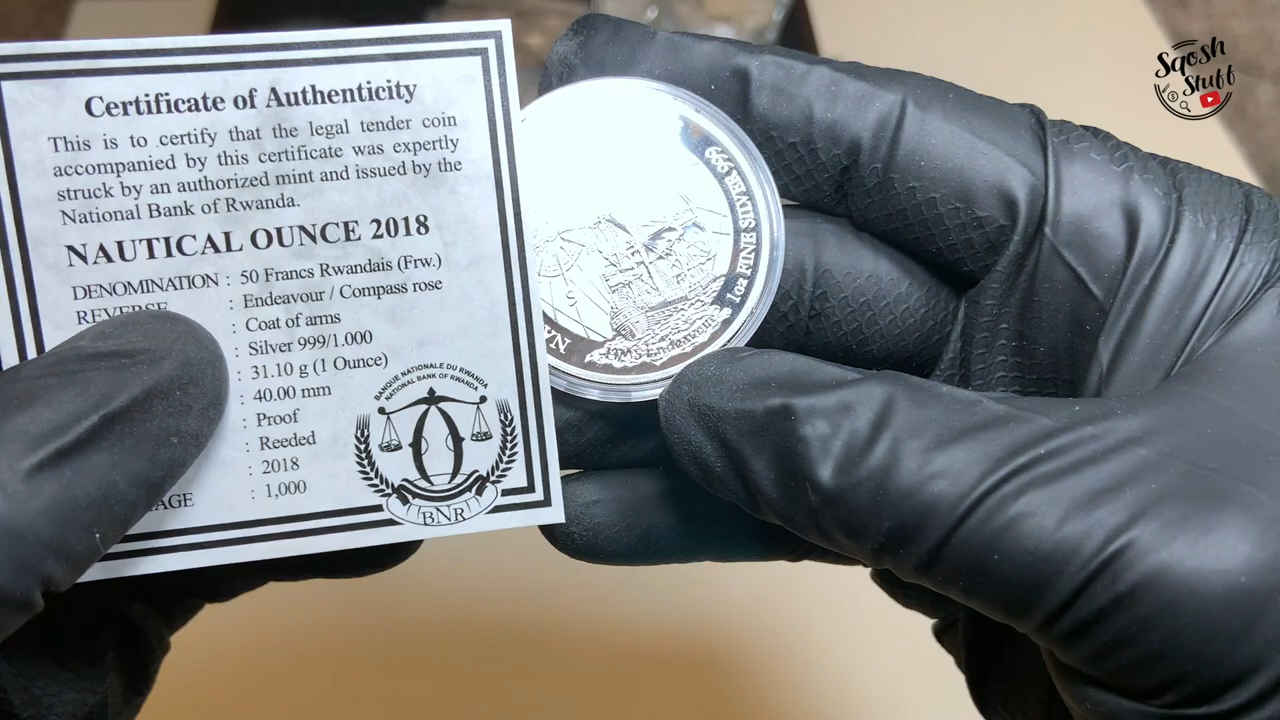 Certificate of Authenticity
This is to certify that the legal tender coin
accompanied by this certificate was expertly
struck by an authorized mint and issued by the
National Bank of Rwanda.
NAUTICAL OUNCE 2018
DENOMINATION : 50 Francs Rwandais (Frw.)
REVERSE : Endeavour / Compass rose
: Coat of arms
: Silver 999/1.000
: 31.10 g (1 Ounce)
: 40.00 mm
: Proof
: Reeded
: 2018
AGE : 1,000
BANQUE NATIONALE DU RWANDA
NATIONAL BANK OF RWANDA
BNR
1oz FINE SILVER 999
HMS Endeavour
S
NA
Sqosh
Stuff